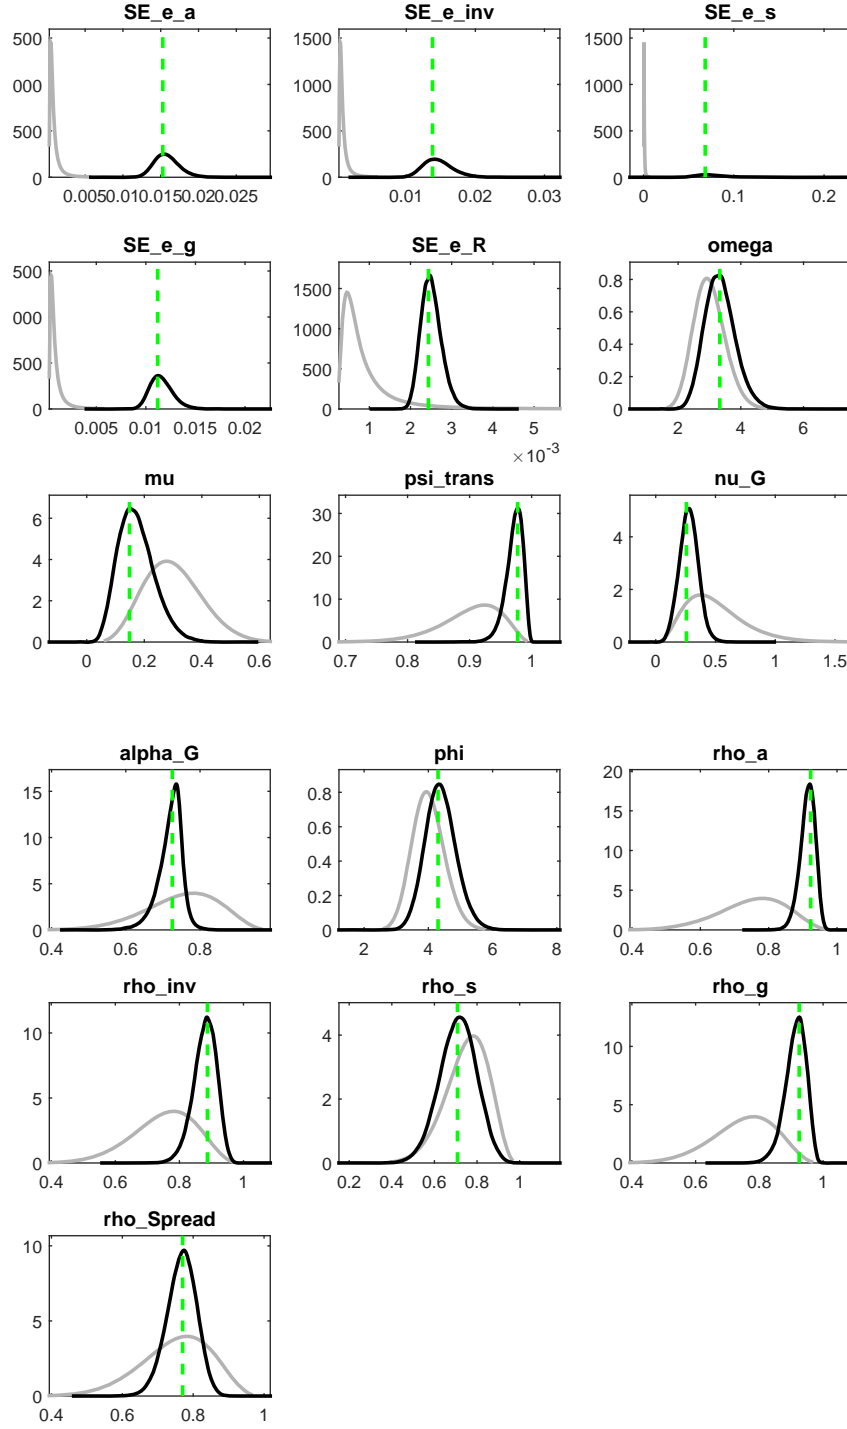 SE_e_a SE_e_inv SE_e_s
500 1500 1500
000 1000 1000
500 500 500
0 0 0
0.005 0.010 0.015 0.020 0.025 0.01 0.02 0.03 0 0.1 0.2
SE_e_g SE_e_R omega
500 1500 0.8
000 1000 0.6
500 500 0.4
0.2
0 0 0
0.005 0.01 0.015 0.02 1 2 3 4 5 2 4 6
×10-3
mu psi_trans nu_G
6 30 4
4 20
2 10 2
0 0 0
0 0.2 0.4 0.6 0.7 0.8 0.9 1 0 0.5 1 1.5
alpha_G phi rho_a
15 0.8 20
10 0.6 15
0.4 10
5 0.2 5
0 0 0
0.4 0.6 0.8 2 4 6 8 0.4 0.6 0.8 1
rho_inv rho_s rho_g
10 4 10
5 2 5
0 0 0
0.4 0.6 0.8 1 0.2 0.4 0.6 0.8 1 0.4 0.6 0.8 1
rho_Spread
10
5
0
0.4 0.6 0.8 1